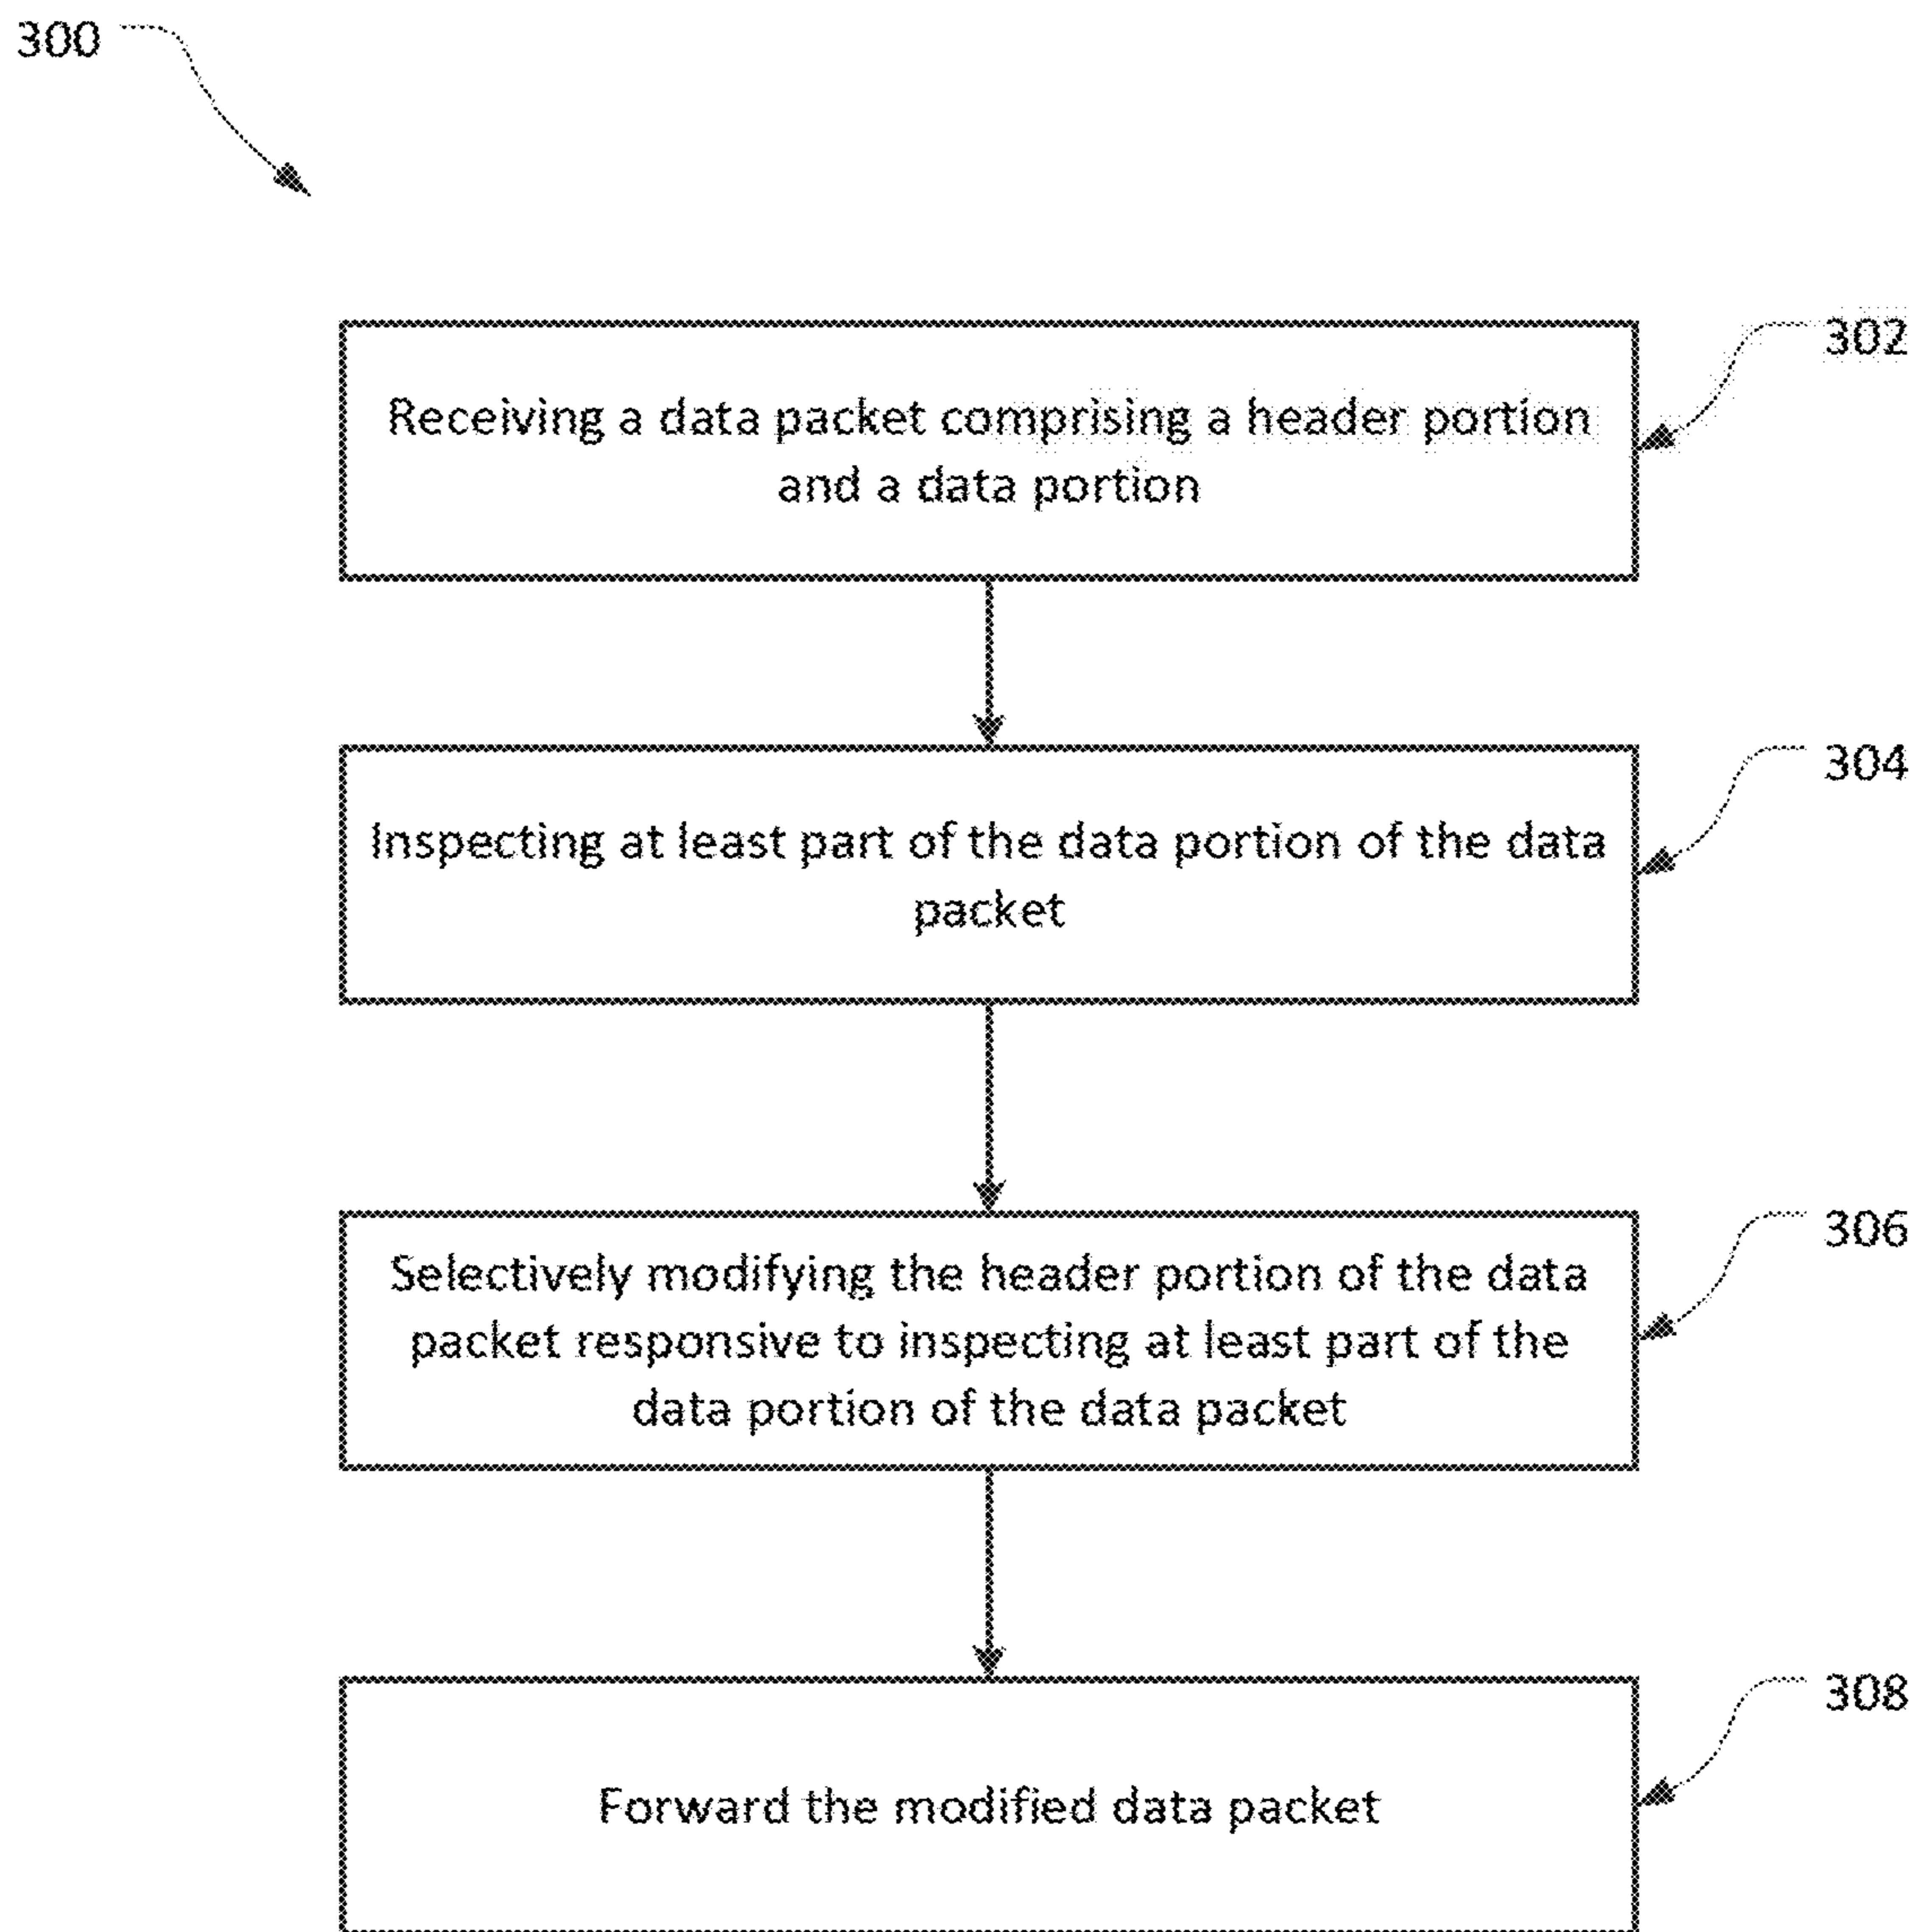 300
302
Receiving a data packet comprising a header portion
and a data portion
304
Inspecting at least part of the data portion of the data
packet
306
Selectively modifying the header portion of the data
packet responsive to inspecting at least part of the
data portion of the data packet
308
Forward the modified data packet